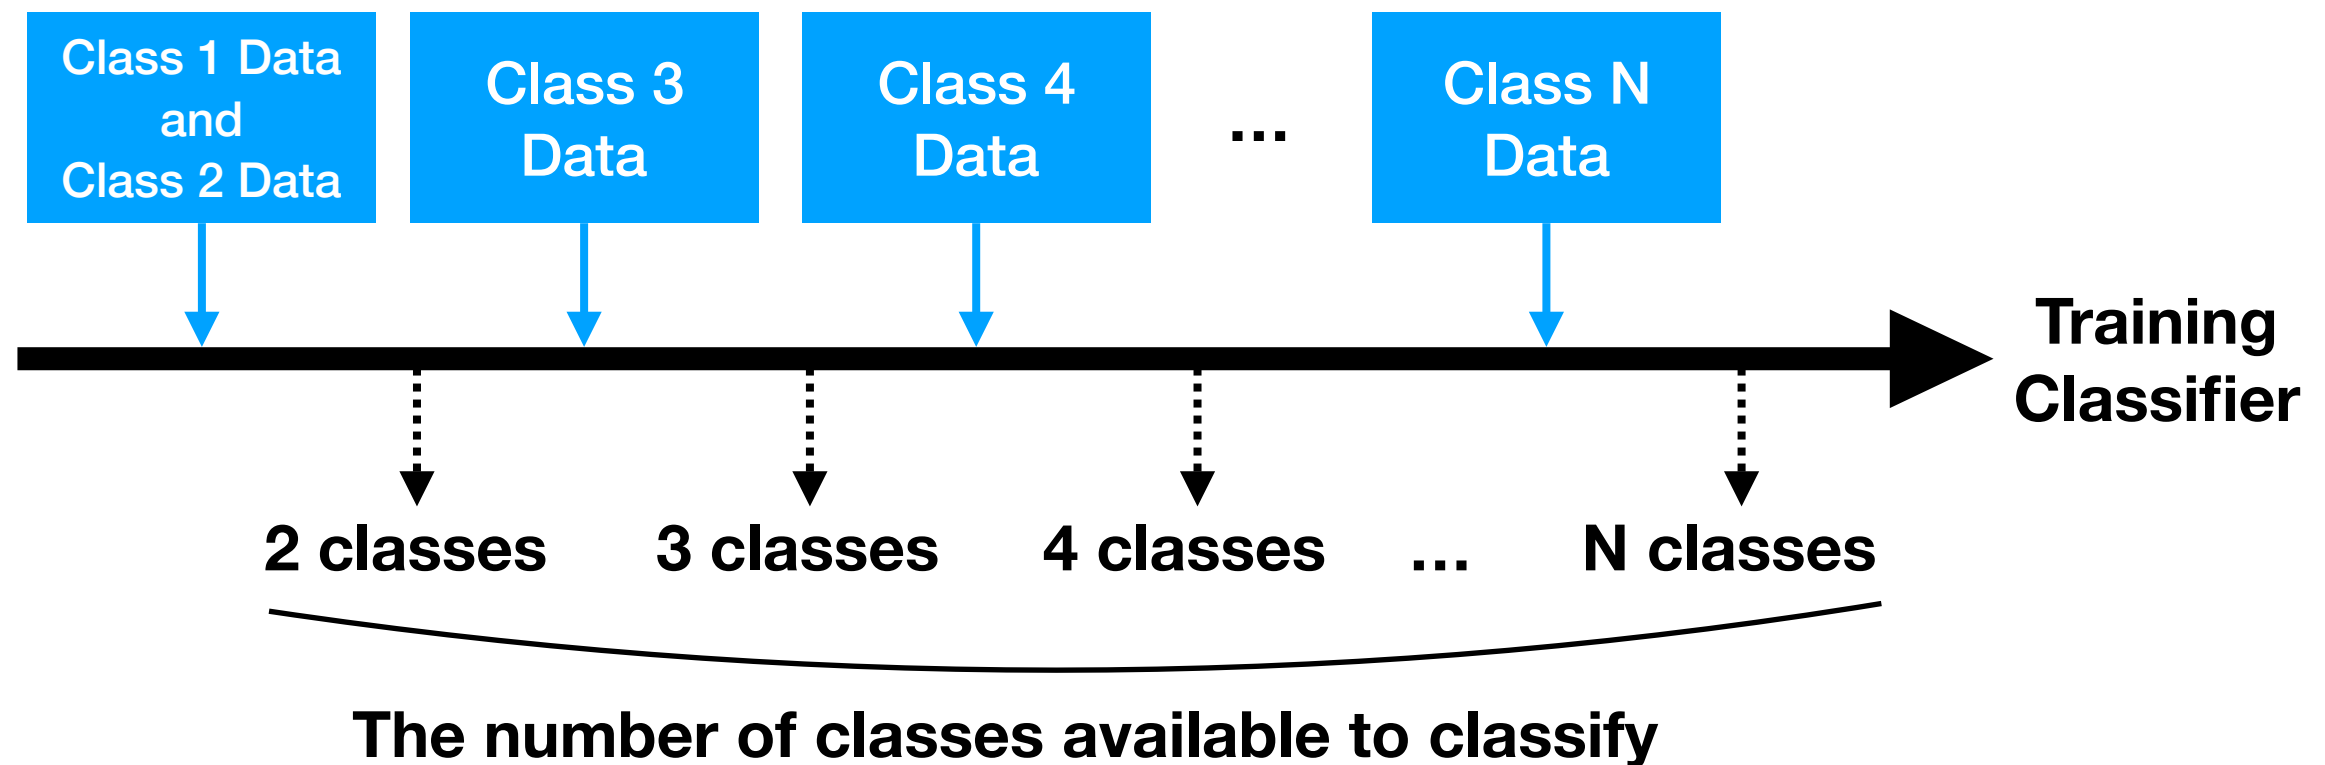 Class 1 Data
and
Class 2 Data
Class 3
Data
Class 4
Data
...
Class N
Data
Training
Classifier
2 classes
3 classes
4 classes
...
N classes
The number of classes available to classify